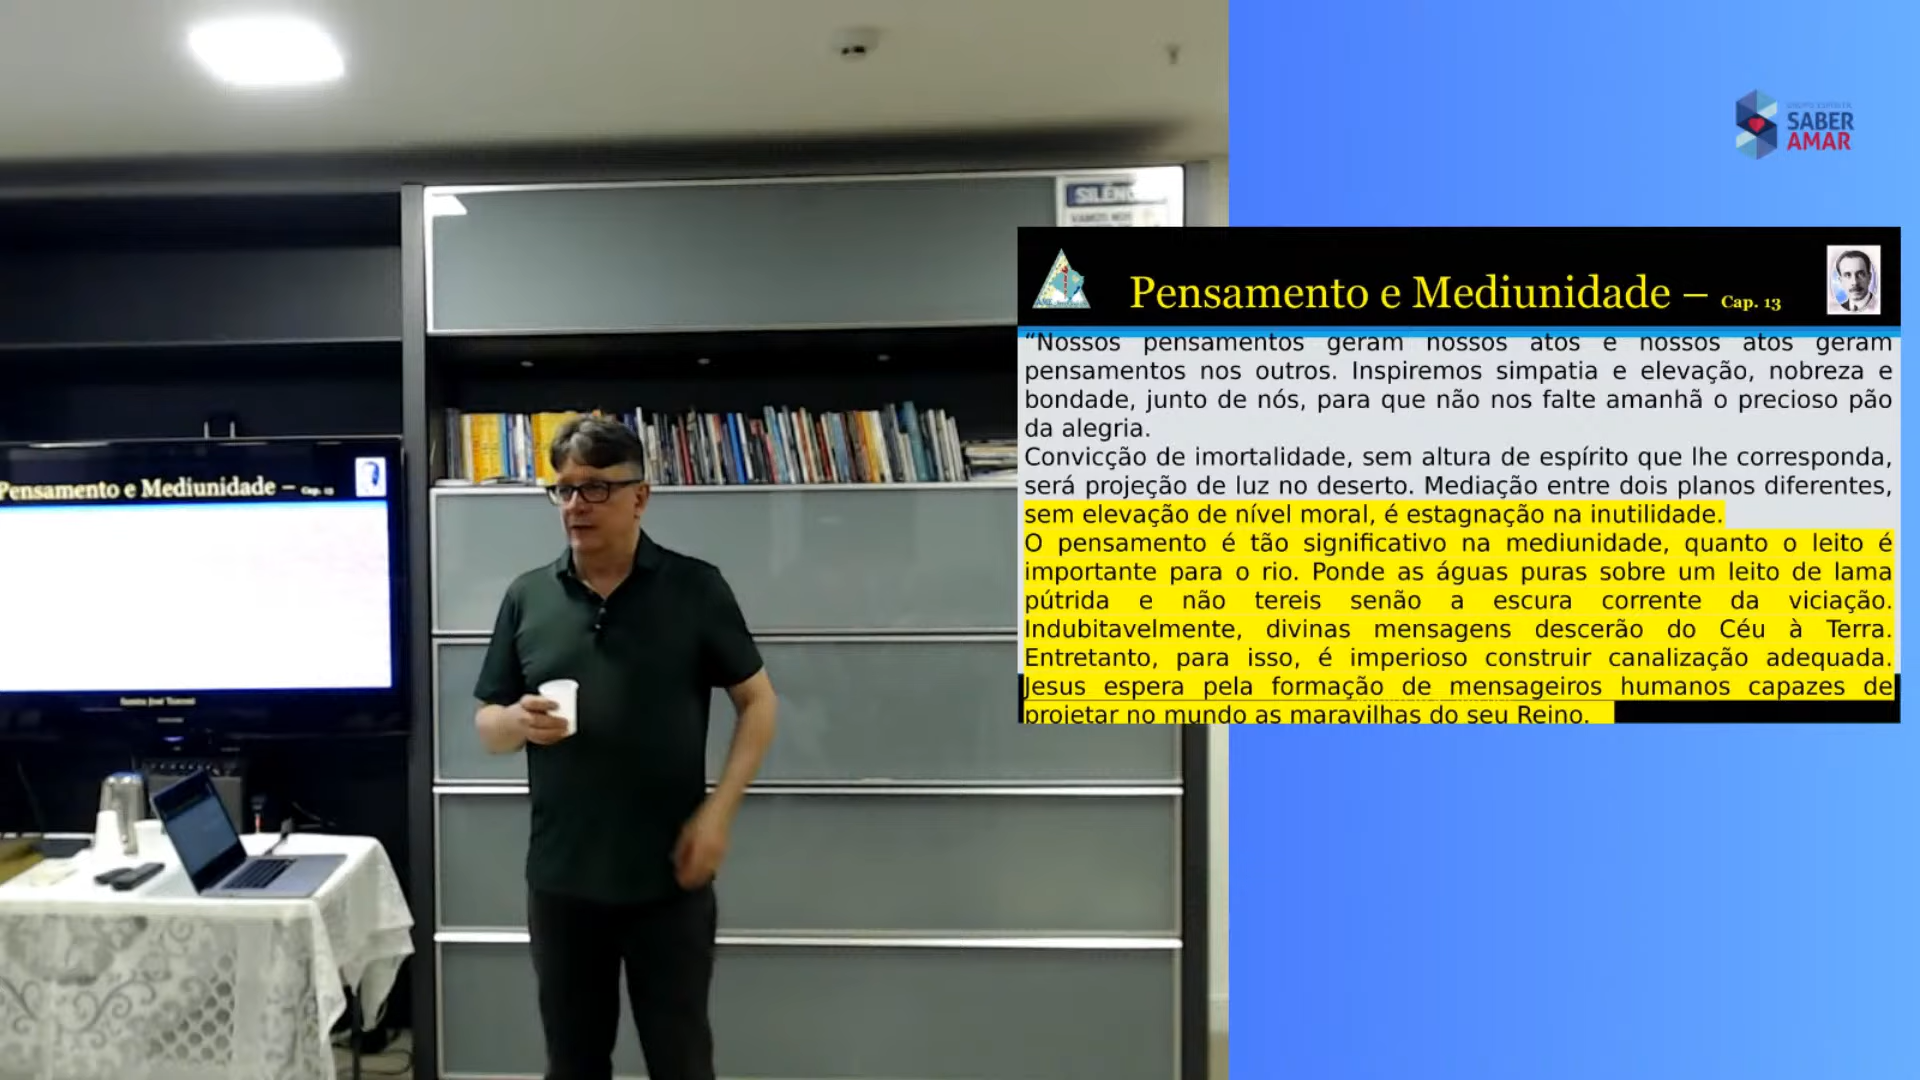 GRUPO ESPÍRITA
SABER
AMAR
Pensamento e Mediunidade – Cap. 13
“Nossos pensamentos geram nossos atos e nossos atos geram
pensamentos nos outros. Inspiremos simpatia e elevação, nobreza e
bondade, junto de nós, para que não nos falte amanhã o precioso pão
da alegria.
Convicção de imortalidade, sem altura de espírito que lhe corresponda,
será projeção de luz no deserto. Mediação entre dois planos diferentes,
sem elevação de nível moral, é estagnação na inutilidade.
O pensamento é tão significativo na mediunidade, quanto o leito é
importante para o rio. Ponde as águas puras sobre um leito de lama
pútrida e não tereis senão a escura corrente da viciação.
Indubitavelmente, divinas mensagens descerão do Céu à Terra.
Entretanto, para isso, é imperioso construir canalização adequada.
Jesus espera pela formação de mensageiros humanos capazes de
projetar no mundo as maravilhas do seu Reino.
Pensamento e Mediunidade –